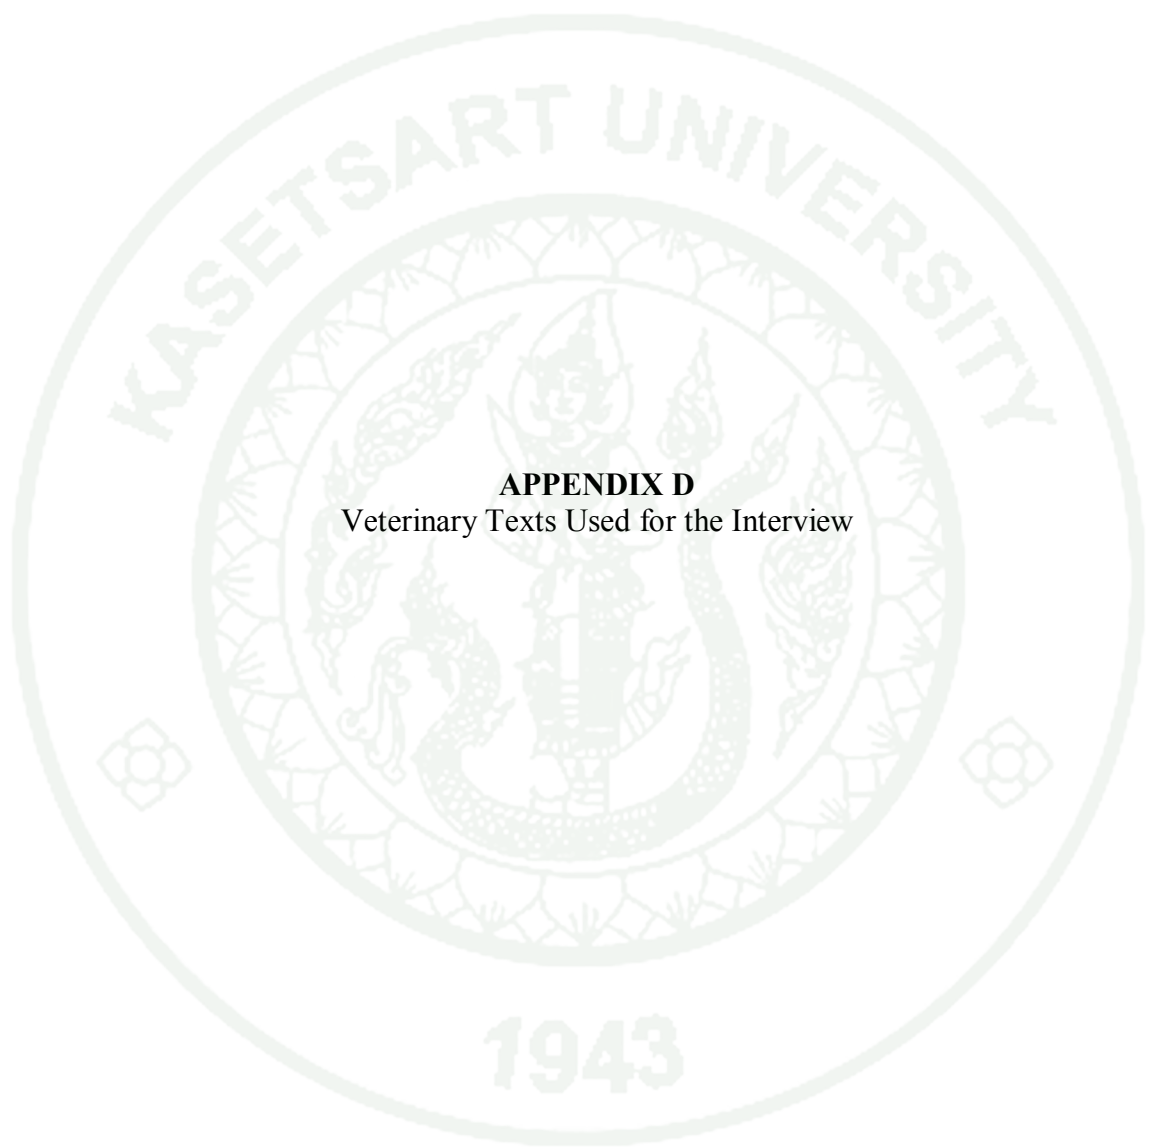 KASETSART UNIVERSITY
APPENDIX D
Veterinary Texts Used for the Interview
1943